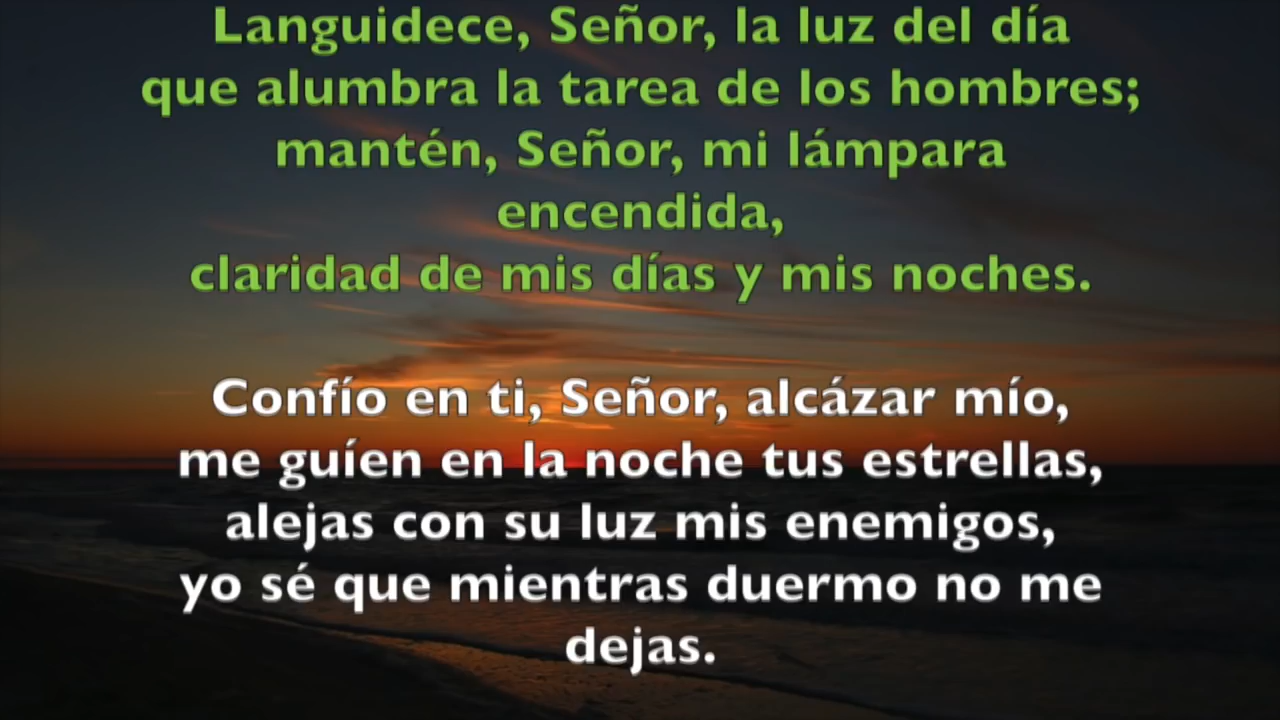 Languidece, Señor, la luz del día
que alumbra la tarea de los hombres;
mantén, Señor, mi lámpara
encendida,
claridad de mis días y mis noches.
Confío en ti, Señor, alcázar mío,
me guíen en la noche tus estrellas,
alejas con su luz mis enemigos,
yo sé que mientras duermo no me
dejas.